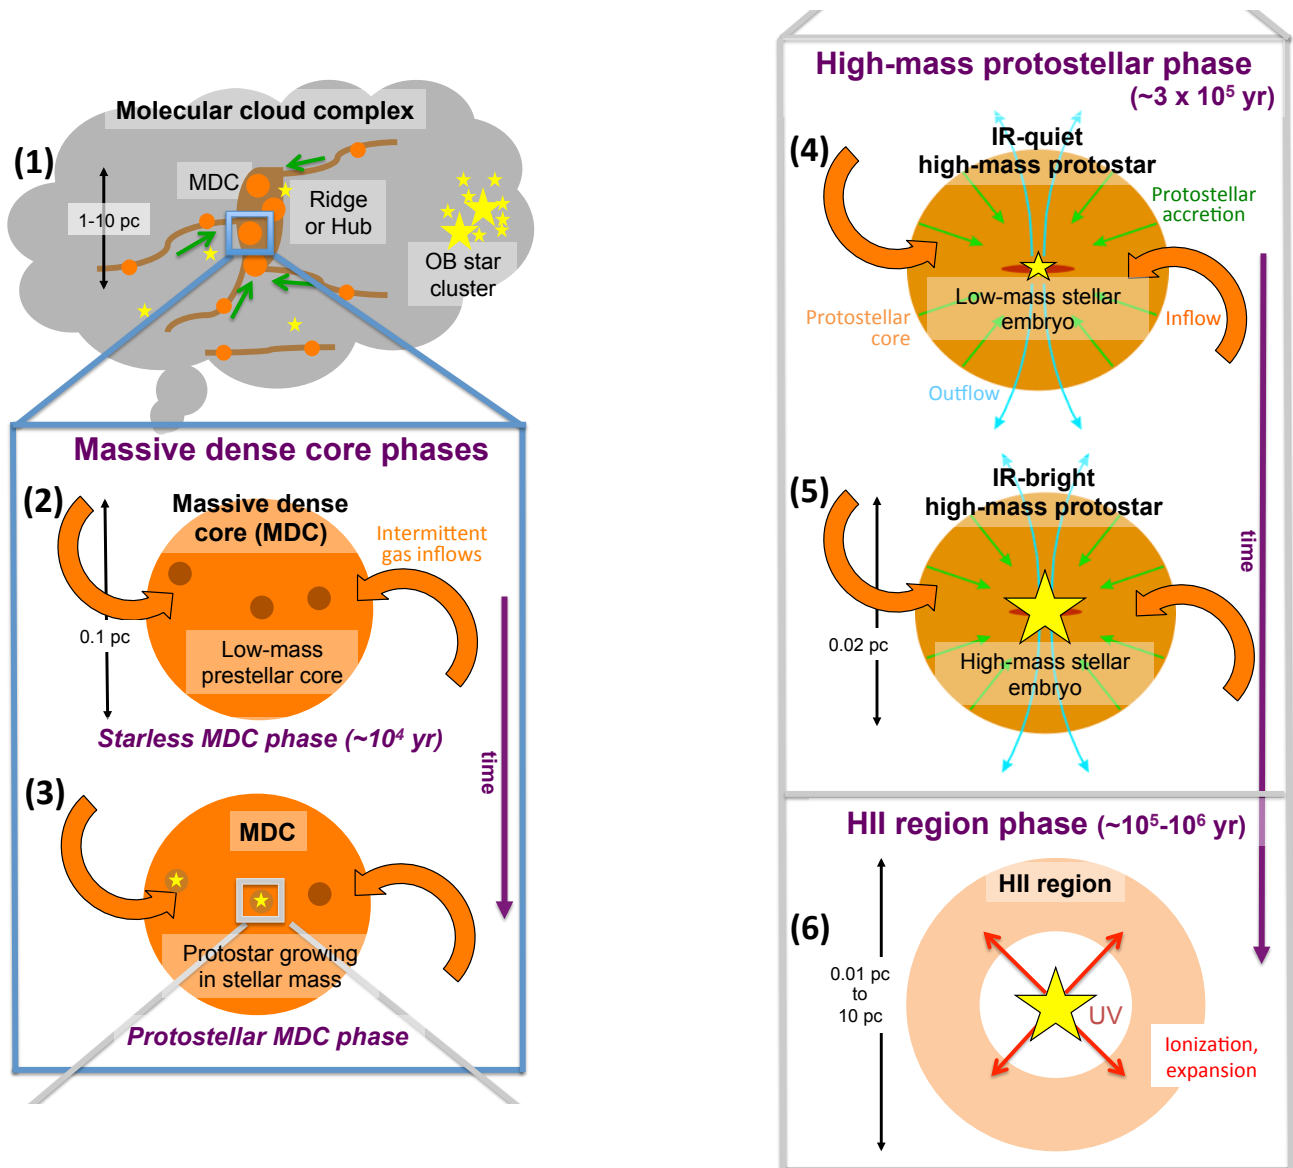 Molecular cloud complex
(1)
MDC
1-10 pc
Ridge
or Hub
OB star
cluster
Massive dense core phases
(2)
Massive dense
core (MDC)
Intermittent
gas inflows
0.1 pc
Low-mass
prestellar core
Starless MDC phase (~10⁴ yr)
time
(3)
MDC
Protostar growing
in stellar mass
Protostellar MDC phase
High-mass protostellar phase
(~3 x 10⁵ yr)
(4)
IR-quiet
high-mass protostar
Protostellar
accretion
Low-mass stellar
embryo
Protostellar
core
Inflow
Outflow
(5)
IR-bright
high-mass protostar
time
0.02 pc
High-mass stellar
embryo
HII region phase (~10⁵-10⁶ yr)
HII region
(6)
0.01 pc
to
10 pc
UV
Ionization,
expansion